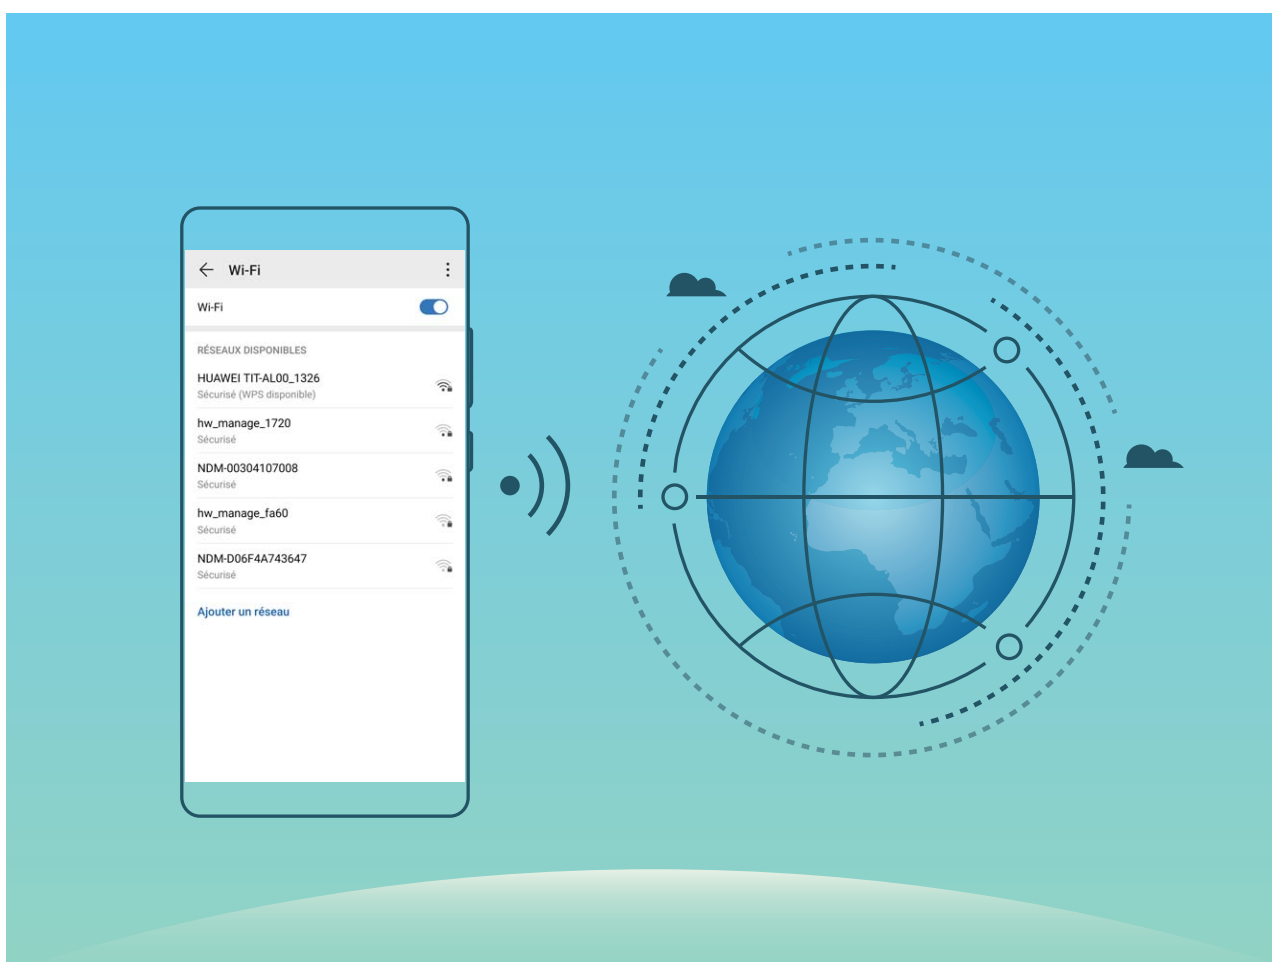 Wi-Fi
Wi-Fi
RÉSEAUX DISPONIBLES
HUAWEI TIT-AL00_1326
Sécurisé (WPS disponible)
hw_manage_1720
Sécurisé
NDM-00304107008
Sécurisé
hw_manage_fa60
Sécurisé
NDM-D06F4A743647
Sécurisé
Ajouter un réseau